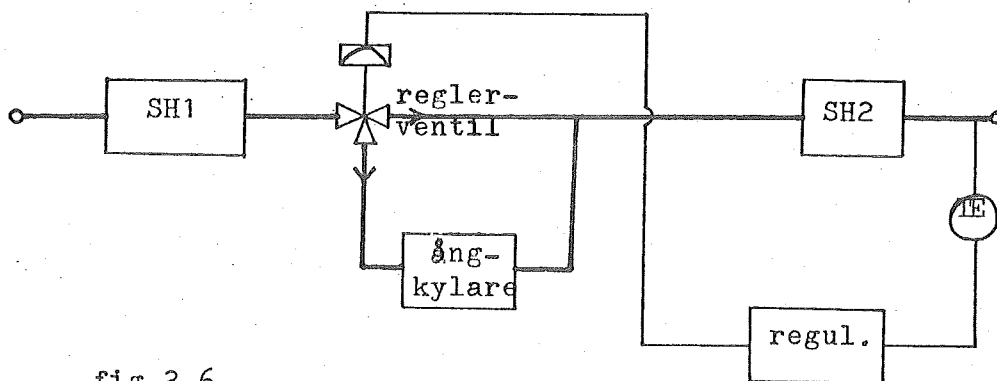 SH1
regler-
ventil
SH2
TE
ång-
kylare
regul.
fig 3.6